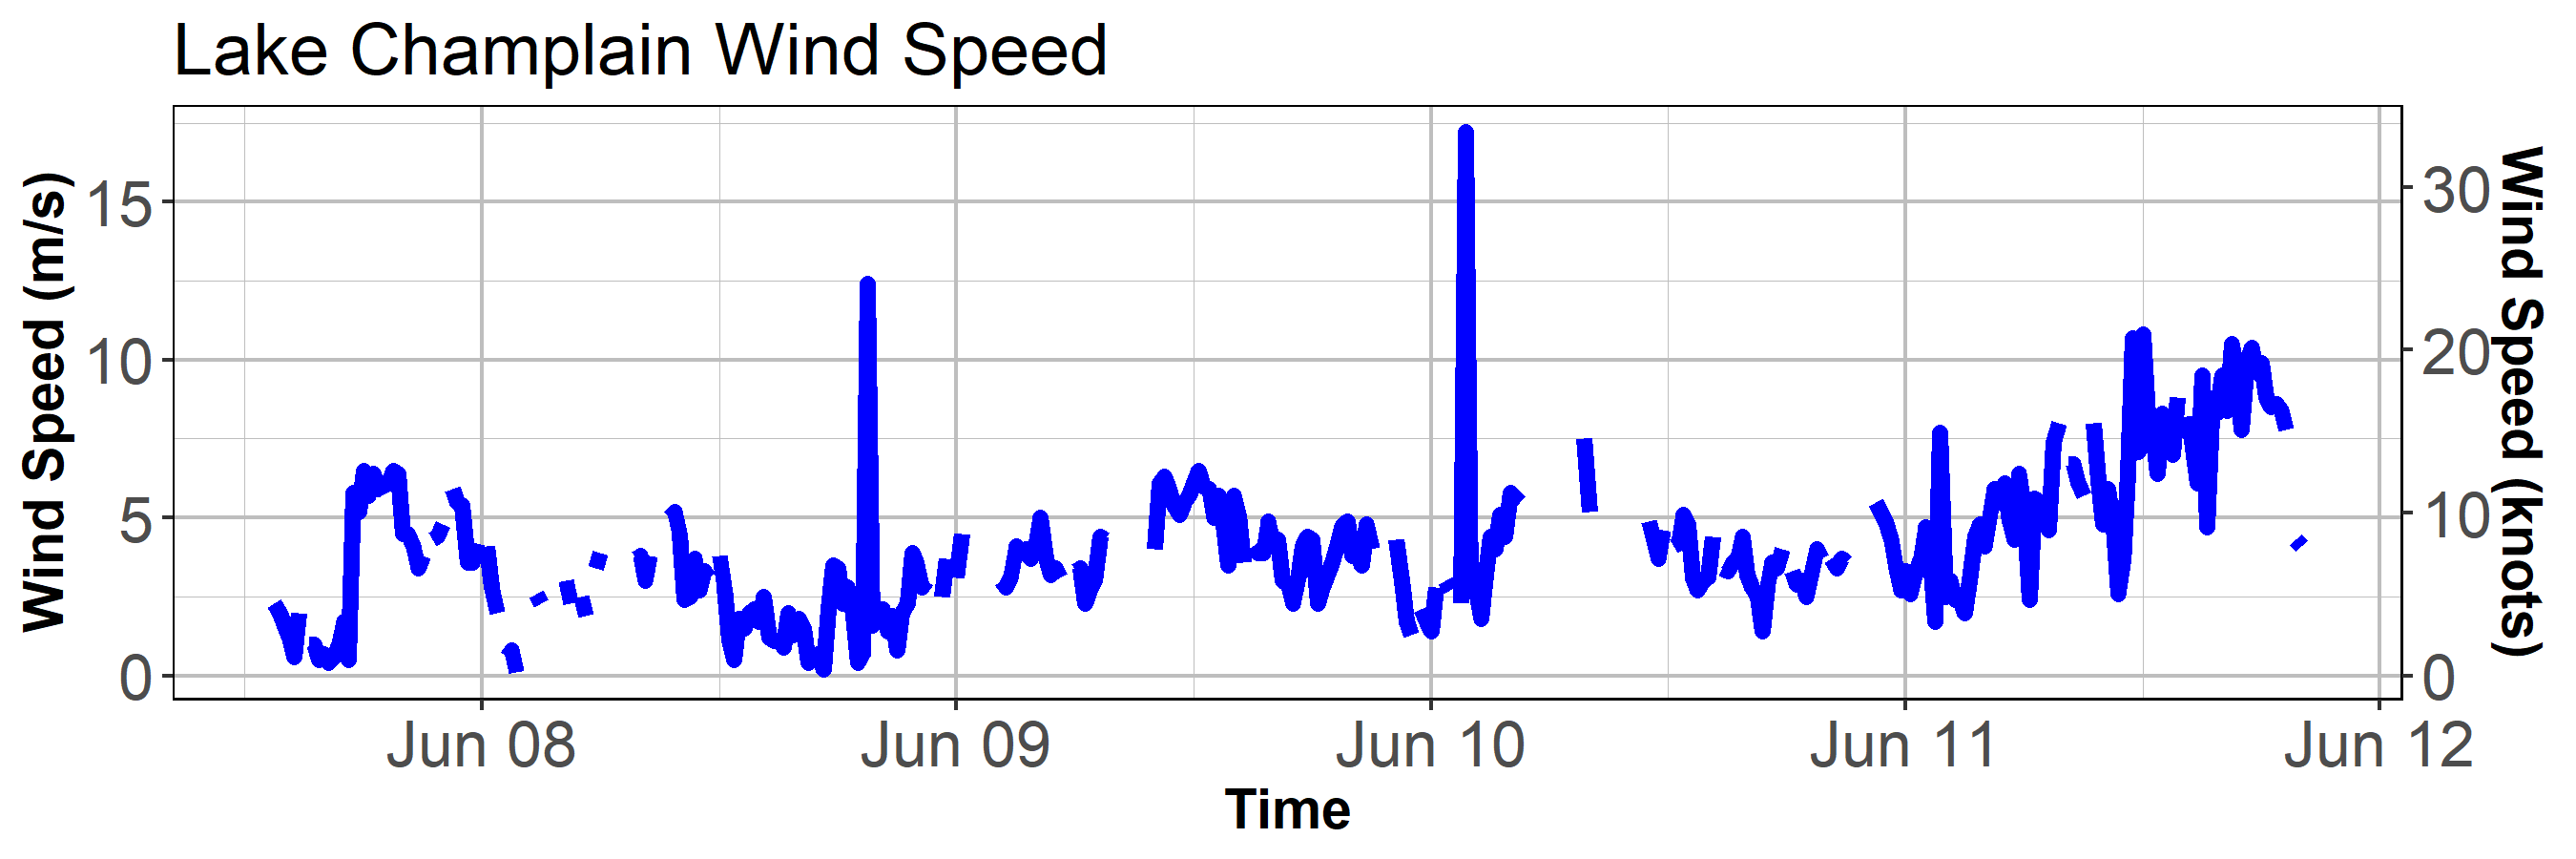 Lake Champlain Wind Speed
Wind Speed (m/s)
15
10
5
0
30
20
10
0
Wind Speed (knots)
Jun 08
Jun 09
Jun 10
Jun 11
Jun 12
Time